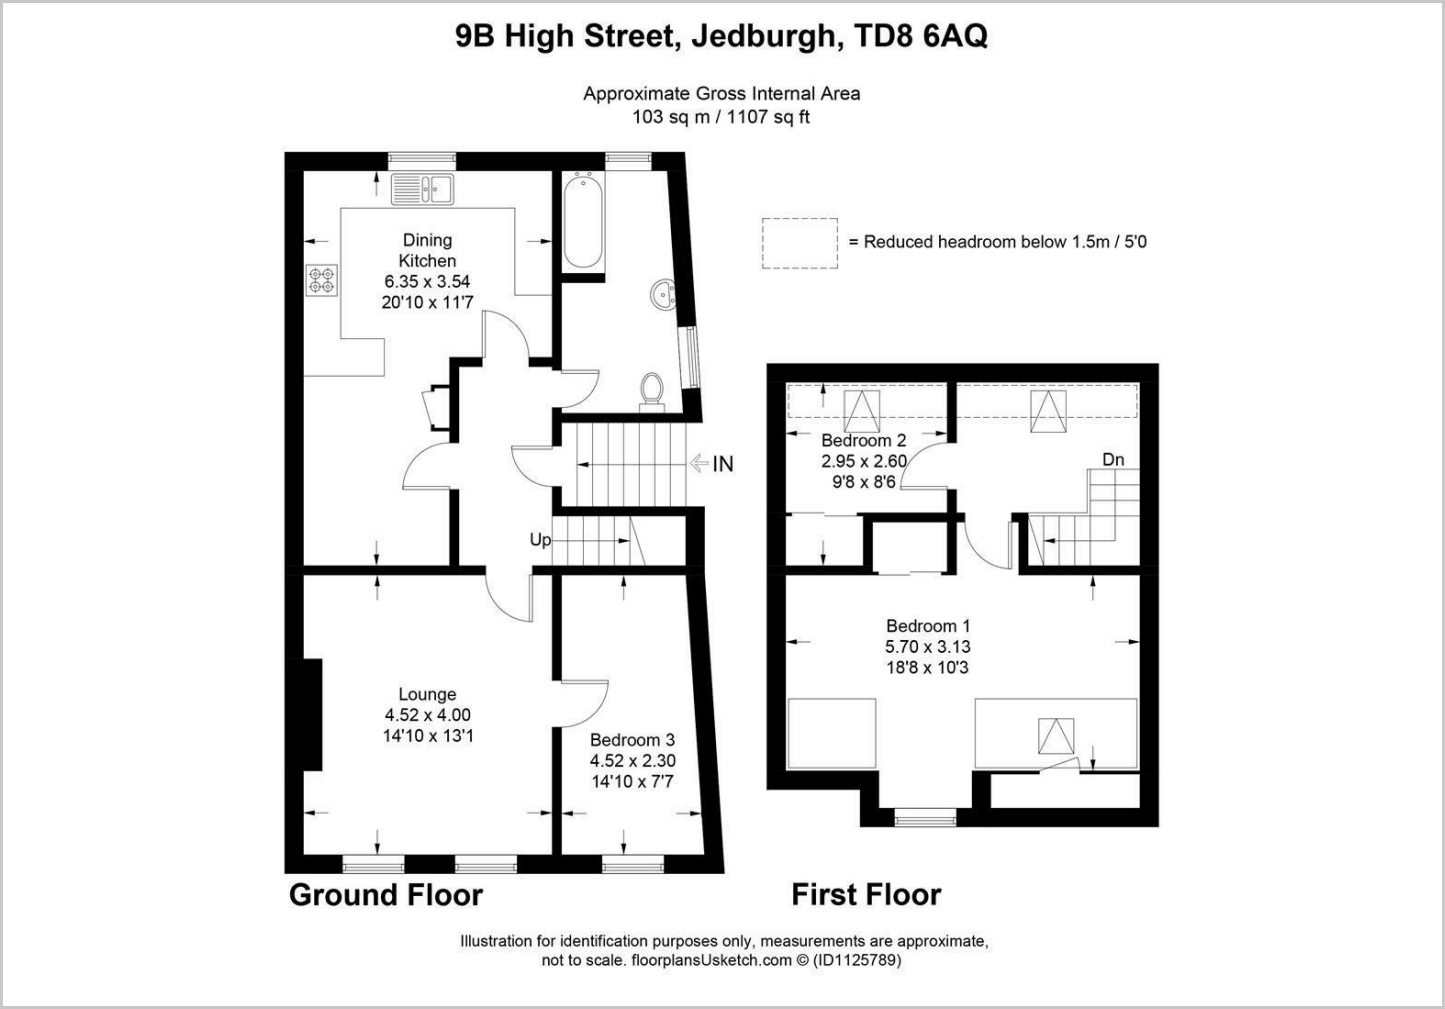 9B High Street, Jedburgh, TD8 6AQ
Approximate Gross Internal Area
103 sq m / 1107 sq ft
= Reduced headroom below 1.5m / 5'0
Dining
Kitchen
6.35 x 3.54
20'10 x 11'7
IN
Up
Lounge
4.52 x 4.00
14'10 x 13'1
Bedroom 3
4.52 x 2.30
14'10 x 7'7
Ground Floor
Bedroom 2
2.95 x 2.60
9'8 x 8'6
Dn
Bedroom 1
5.70 x 3.13
18'8 x 10'3
First Floor
Illustration for identification purposes only, measurements are approximate,
not to scale. floorplansUsketch.com © (ID1125789)